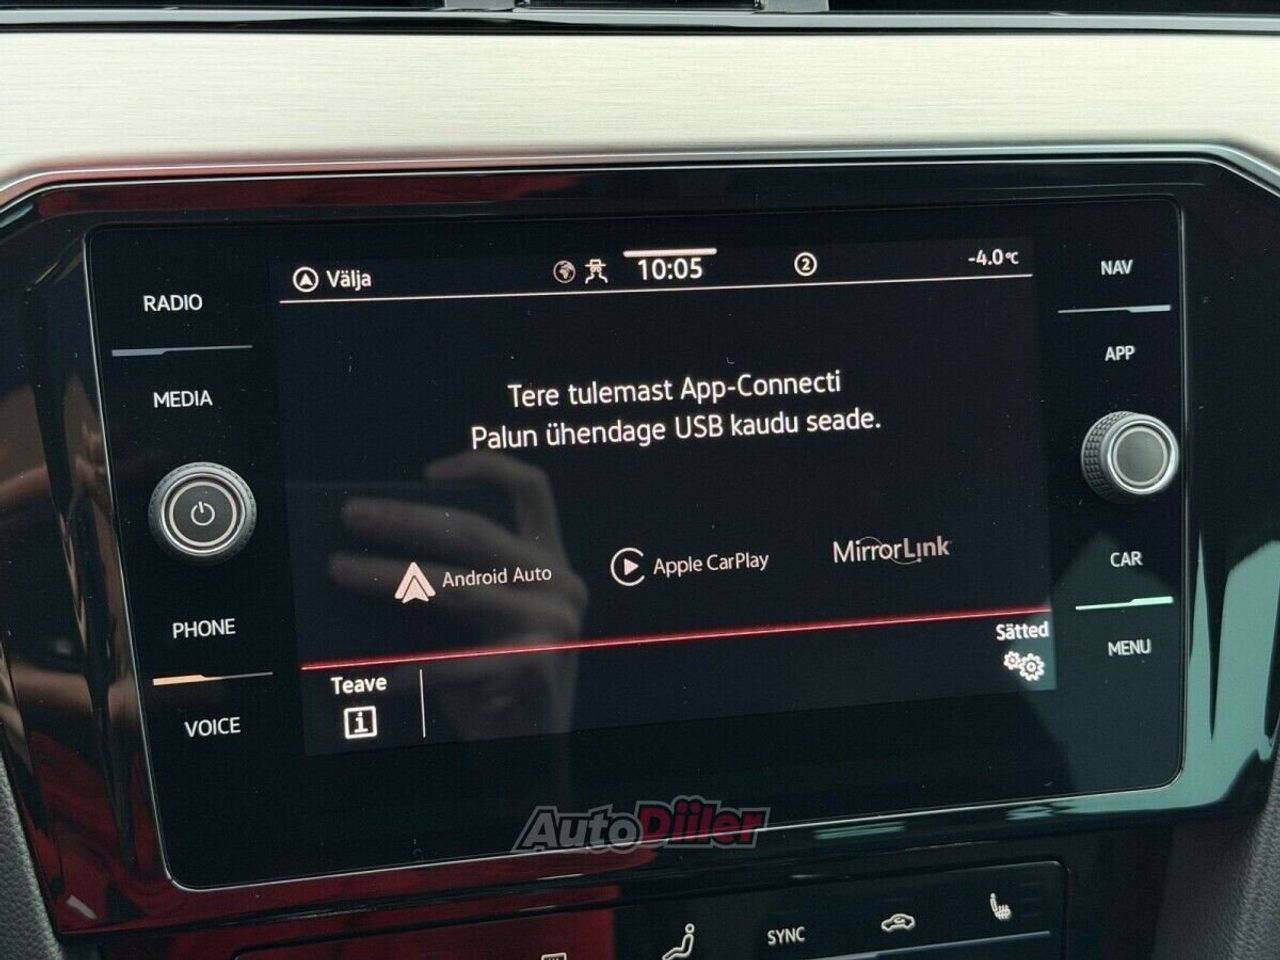 RADIO
MEDIA
PHONE
VOICE
Välja
10:05
2
-4.0°C
Tere tulemast App-Connecti
Palun ühendage USB kaudu seade.
Android Auto
Apple CarPlay
MirrorLink
Teave
i
Sätted
NAV
APP
CAR
MENU
AutoDiiler
SYNC